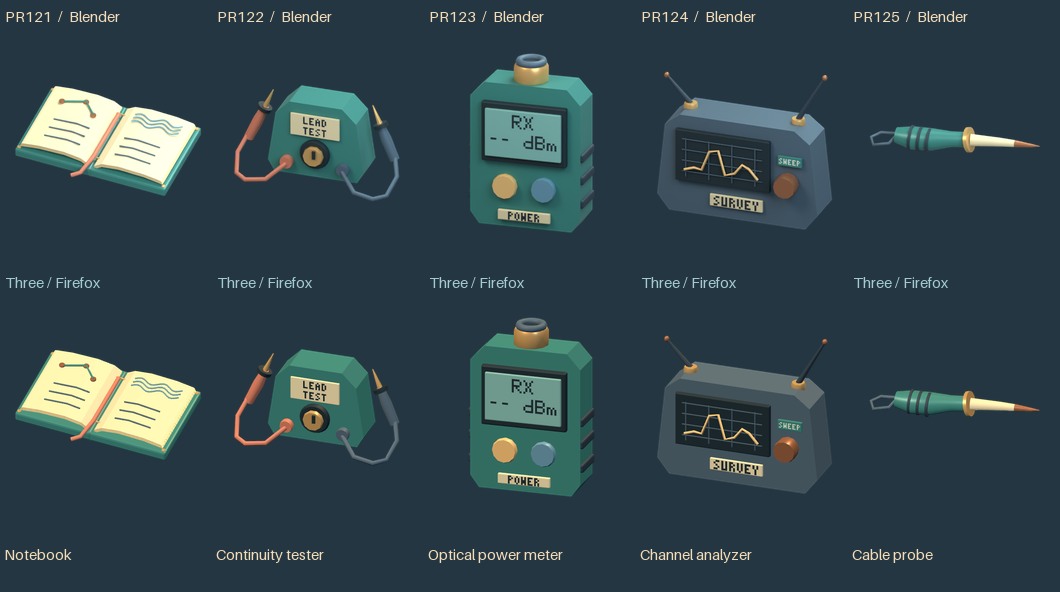 PR121 / Blender
PR122 / Blender
PR123 / Blender
PR124 / Blender
PR125 / Blender
LEAD
TEST
RX
-- dBm
POWER
SWEEP
SURVEY
Three / Firefox
Three / Firefox
Three / Firefox
Three / Firefox
Three / Firefox
LEAD
TEST
RX
-- dBm
POWER
SWEEP
SURVEY
Notebook
Continuity tester
Optical power meter
Channel analyzer
Cable probe